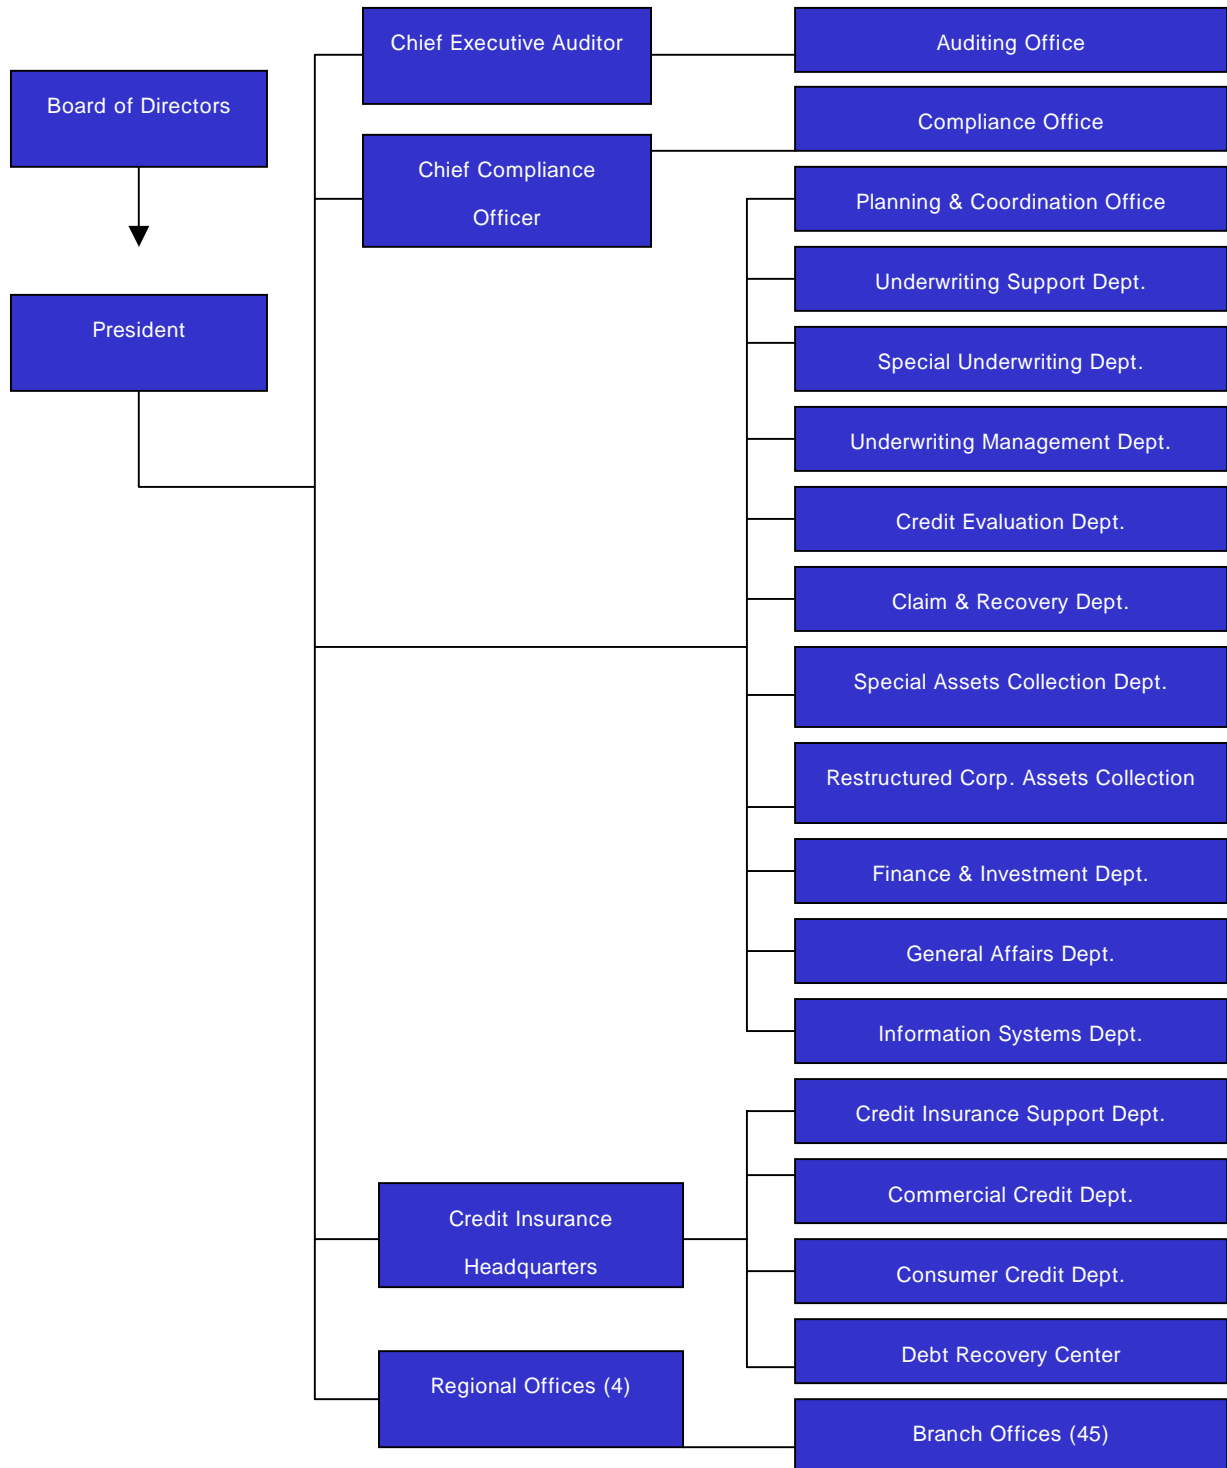 Board of Directors
President
Chief Executive Auditor
Chief Compliance
Officer
Credit Insurance
Headquarters
Regional Offices (4)
Auditing Office
Compliance Office
Planning & Coordination Office
Underwriting Support Dept.
Special Underwriting Dept.
Underwriting Management Dept.
Credit Evaluation Dept.
Claim & Recovery Dept.
Special Assets Collection Dept.
Restructured Corp. Assets Collection
Finance & Investment Dept.
General Affairs Dept.
Information Systems Dept.
Credit Insurance Support Dept.
Commercial Credit Dept.
Consumer Credit Dept.
Debt Recovery Center
Branch Offices (45)